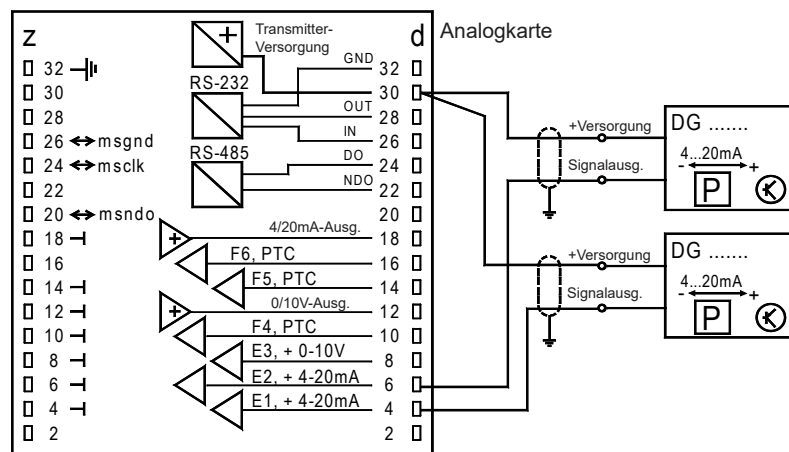 Analogkarte
z
d
Transmitter-
Versorgung
+
GND
32
32
30
30
RS-232
OUT
28
28
IN
26
msgnd
26
RS-485
DO
24
msclk
24
NDO
22
22
20
msndo
20
4/20mA-Ausg.
18
+
18
F6, PTC
16
16
F5, PTC
14
14
0/10V-Ausg.
12
+
12
F4, PTC
10
10
E3, + 0-10V
8
8
E2, + 4-20mA
6
6
E1, + 4-20mA
4
4
2
2
+Versorgung
Signalausg.
DG .......
4...20mA
- +
P
+Versorgung
Signalausg.
DG .......
4...20mA
- +
P